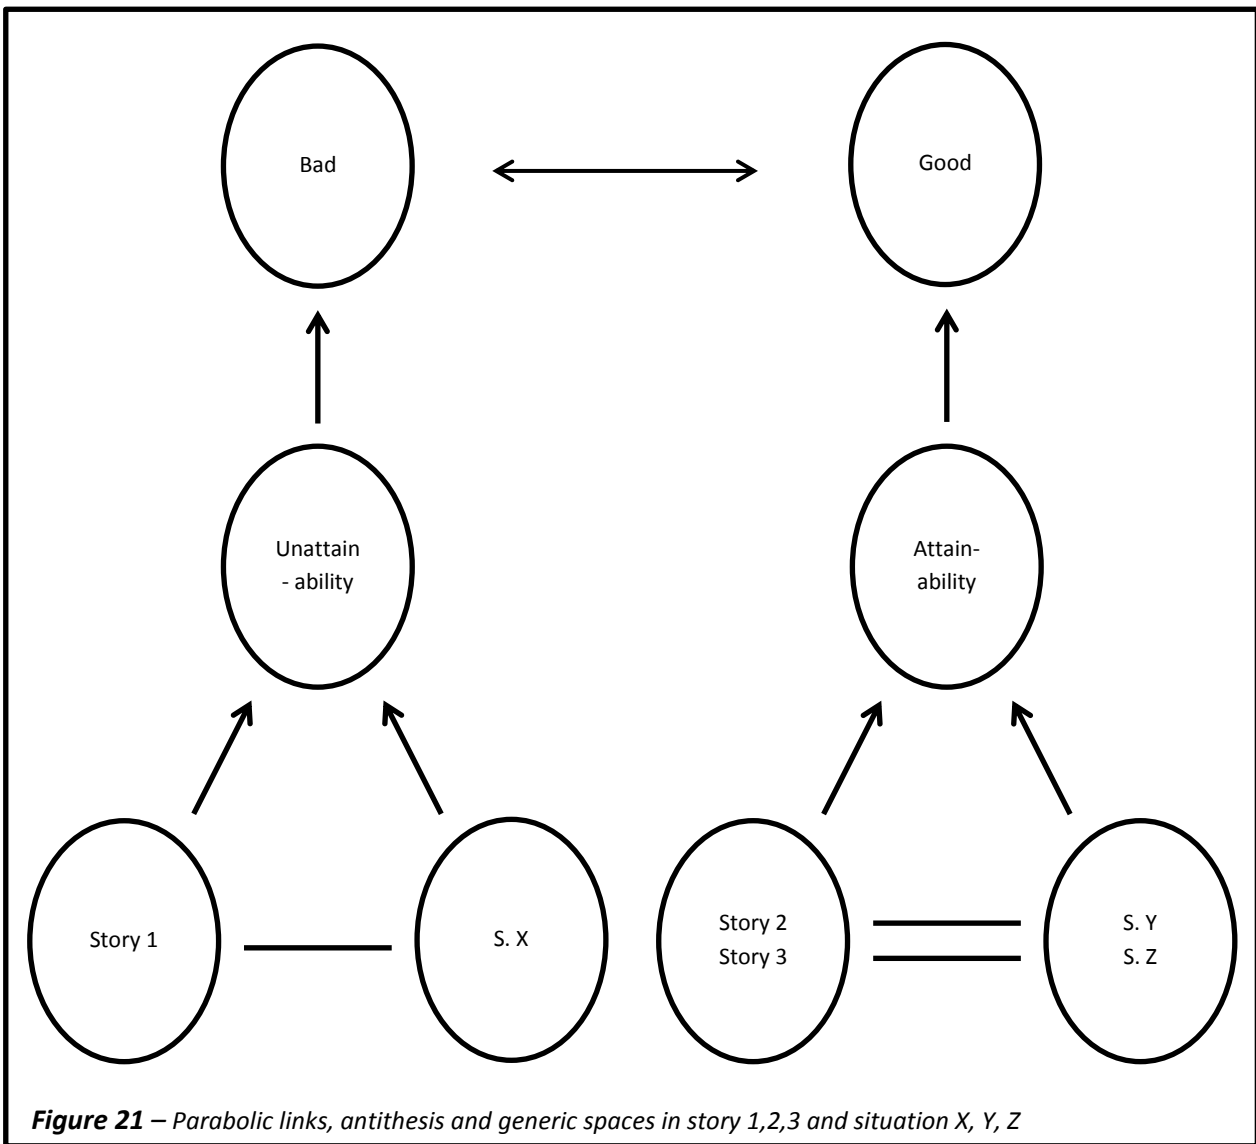 Bad
Good
Unattain
- ability
Attain-
ability
Story 1
S. X
Story 2
Story 3
S. Y
S. Z
Figure 21 – Parabolic links, antithesis and generic spaces in story 1,2,3 and situation X, Y, Z